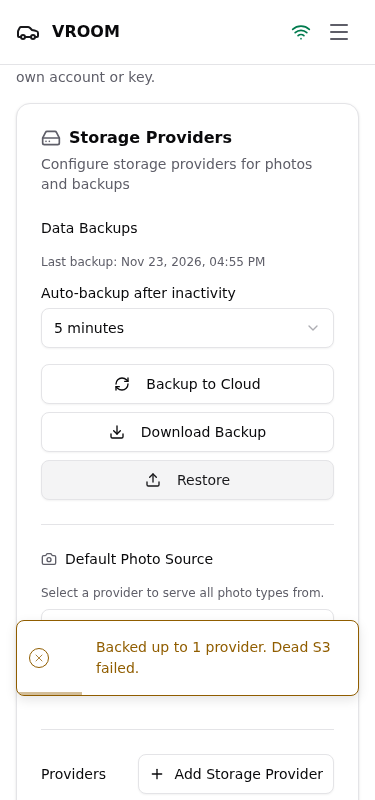 VROOM
own account or key.
Storage Providers
Configure storage providers for photos
and backups
Data Backups
Last backup: Nov 23, 2026, 04:55 PM
Auto-backup after inactivity
5 minutes
Backup to Cloud
Download Backup
Restore
Default Photo Source
Select a provider to serve all photo types from.
Backed up to 1 provider. Dead S3
failed.
Providers
Add Storage Provider